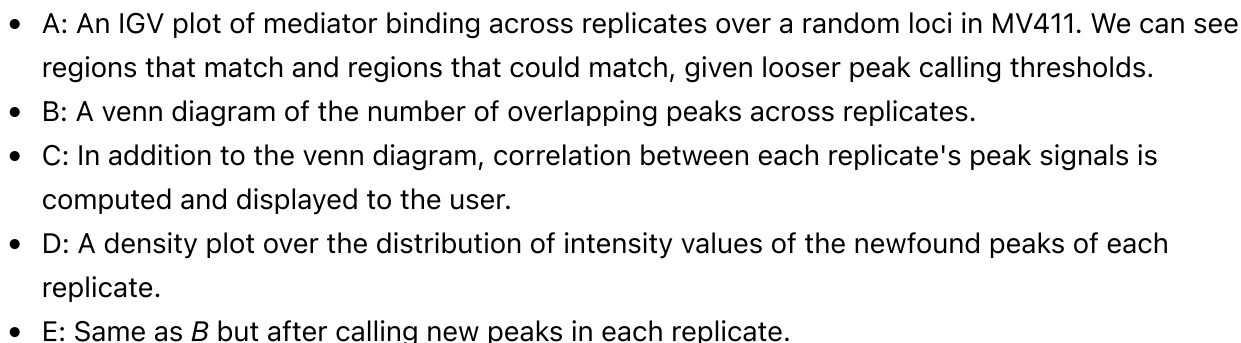 • A: An IGV plot of mediator binding across replicates over a random loci in MV411. We can see
regions that match and regions that could match, given looser peak calling thresholds.
• B: A venn diagram of the number of overlapping peaks across replicates.
• C: In addition to the venn diagram, correlation between each replicate's peak signals is
computed and displayed to the user.
• D: A density plot over the distribution of intensity values of the newfound peaks of each
replicate.
• E: Same as B but after calling new peaks in each replicate.